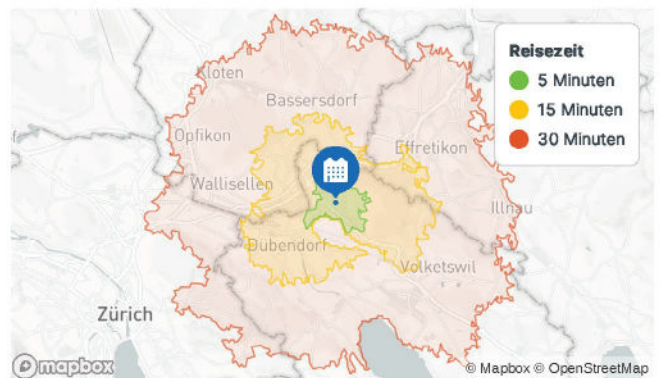 Reisezeit
5 Minuten
15 Minuten
30 Minuten
Kloten
Bassersdorf
Opfikon
Effretikon
Wallisellen
Illnau
Dübendorf
Volketswil
Zürich
mapbox
© Mapbox © OpenStreetMap